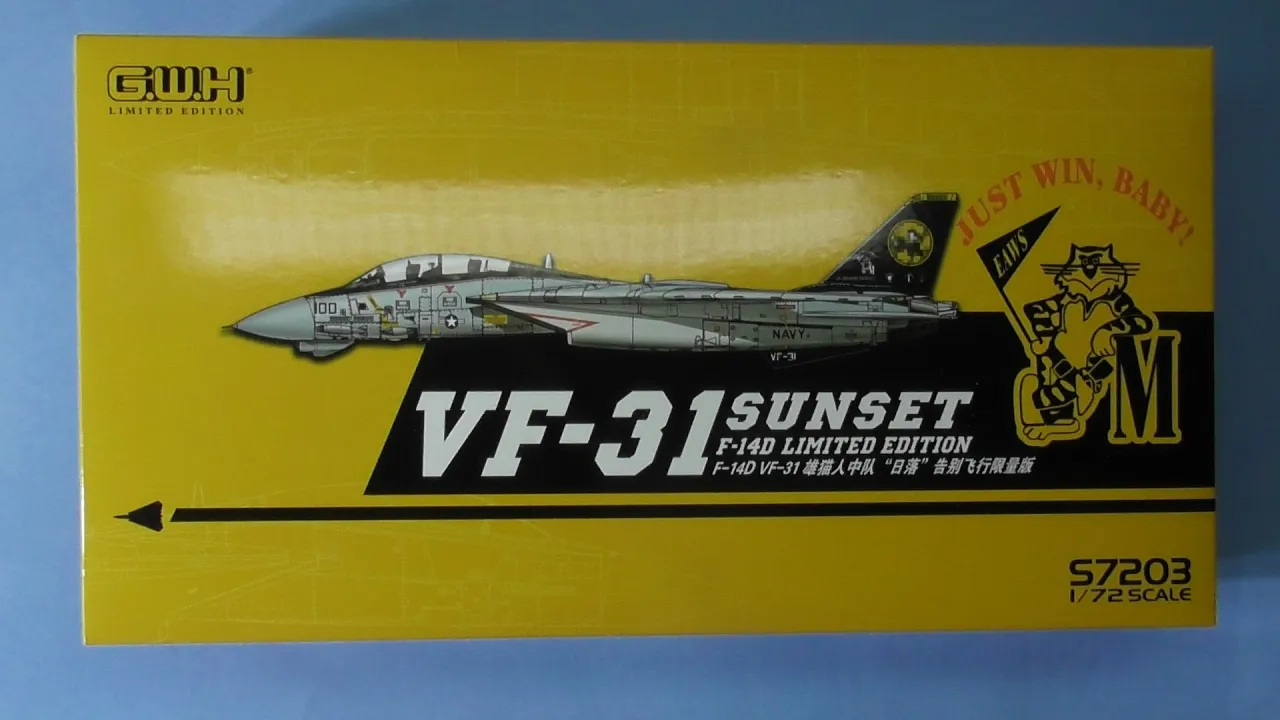 G.W.H
LIMITED EDITION
JUST WIN, BABY!
EAWS
M
100
NAVY
VF-31
VF-31
SUNSET
F-14D LIMITED EDITION
F-14D VF-31 雄猫人中队 “日落”告别飞行限量版
S7203
1/72 SCALE